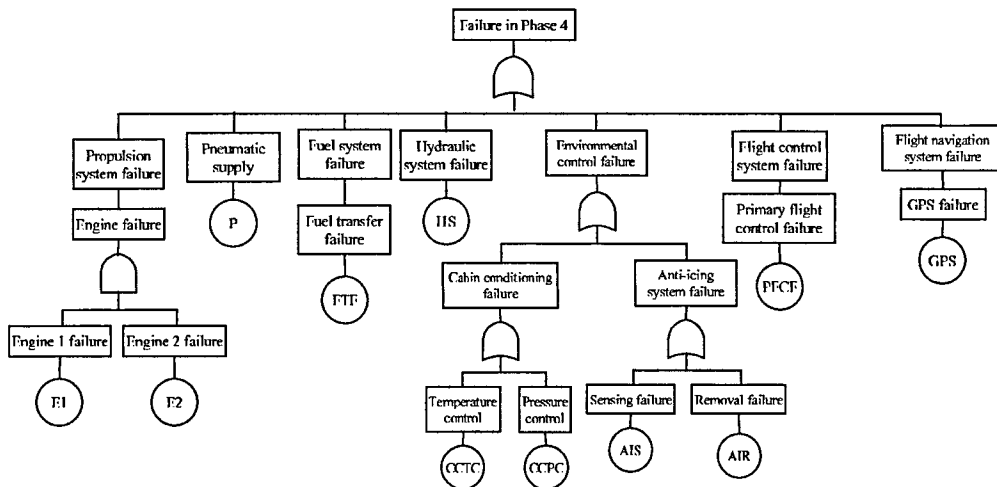 Failure in Phase 4
Propulsion
system failure
Pneumatic
supply
Fuel system
failure
Hydraulic
system failure
Environmental
control failure
Flight control
system failure
Flight navigation
system failure
Engine failure
P
Fuel transfer
failure
HS
Primary flight
control failure
GPS failure
FTF
Cabin conditioning
failure
Anti-icing
system failure
PFCF
GPS
Engine 1 failure
Engine 2 failure
E1
E2
Temperature
control
Pressure
control
Sensing failure
Removal failure
CCTC
CCPC
AIS
AIR